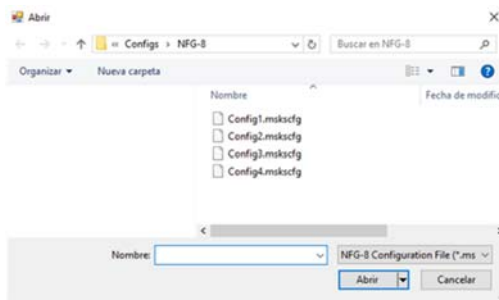 Abrir
« Configs › NFG-8
Buscar en NFG-8
Organizar
Nueva carpeta
Nombre
Fecha de modific
Config1.mskscfg
Config2.mskscfg
Config3.mskscfg
Config4.mskscfg
Nombre:
NFG-8 Configuration File (*.ms
Abrir
Cancelar